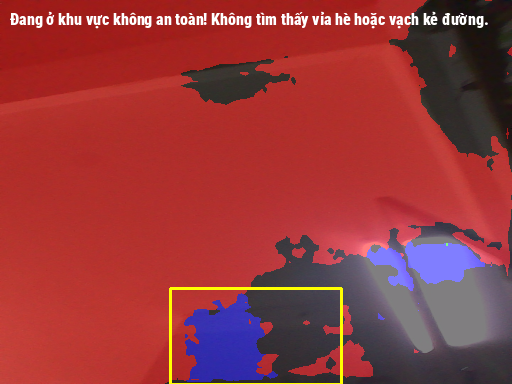 Đang ở khu vực không an toàn! Không tìm thấy vỉa hè hoặc vạch kẻ đường.